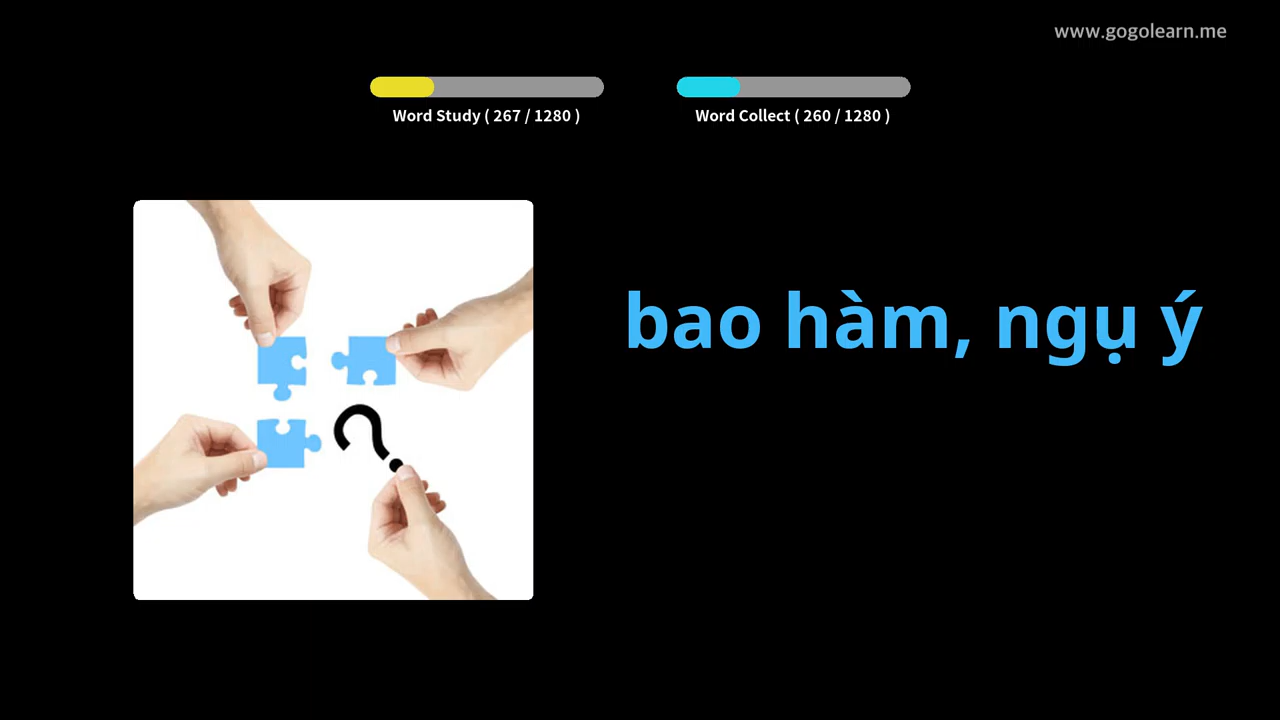 www.gogolearn.me
Word Study ( 267 / 1280 )
Word Collect ( 260 / 1280 )
bao hàm, ngụ ý
?